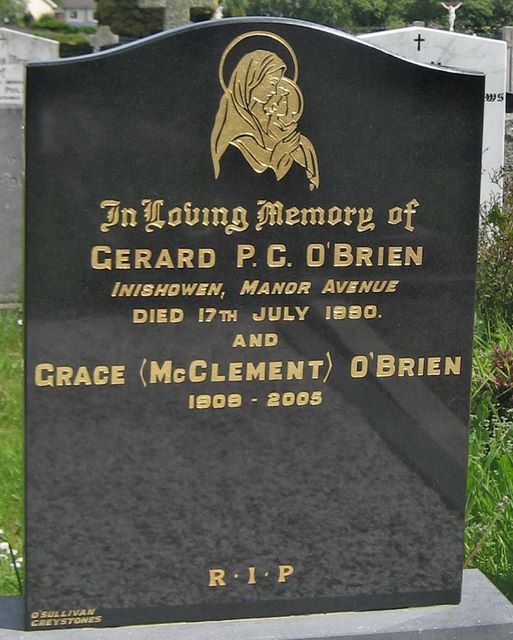 In Loving Memory of
GERARD P. C. O'BRIEN
INISHOWEN, MANOR AVENUE
DIED 17TH JULY 1990.
AND
GRACE (MCCLEMENT) O'BRIEN
1909 - 2005
R·I·P
O'SULLIVAN
GREYSTONES